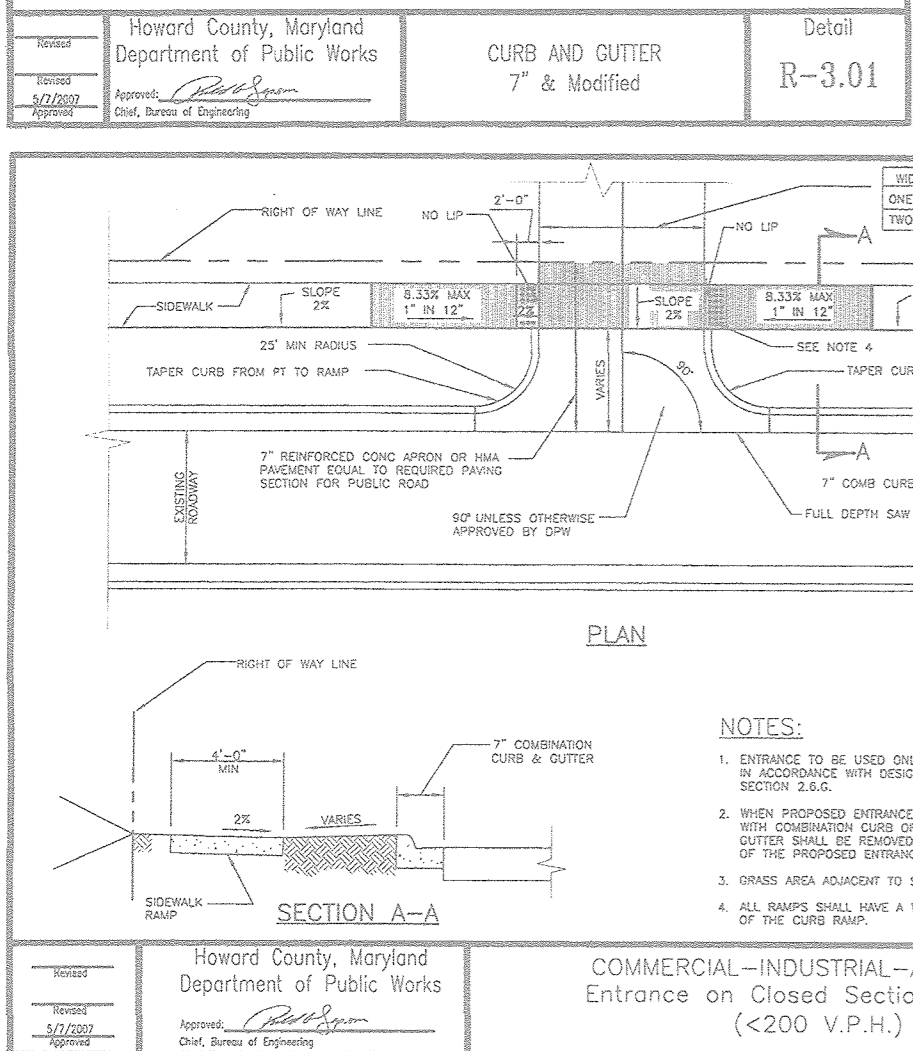 Revised
Revised
5/7/2007
Approved
Howard County, Maryland
Department of Public Works
Approved:
Chief, Bureau of Engineering
CURB AND GUTTER
7" & Modified
Detail
R-3.01
RIGHT OF WAY LINE
NO LIP
2'-0"
NO LIP
WID
ONE
TWO
A
SIDEWALK
SLOPE
2%
8.33% MAX
1" IN 12"
2%
SLOPE
2%
8.33% MAX
1" IN 12"
25' MIN RADIUS
TAPER CURB FROM PT TO RAMP
VARIES
90°
SEE NOTE 4
TAPER CUR
EXISTING
ROADWAY
7" REINFORCED CONC APRON OR HMA
PAVEMENT EQUAL TO REQUIRED PAVING
SECTION FOR PUBLIC ROAD
A
7" COMB CURB
90° UNLESS OTHERWISE
APPROVED BY DPW
FULL DEPTH SAW
PLAN
RIGHT OF WAY LINE
4'-0"
MIN
7" COMBINATION
CURB & GUTTER
2%
VARIES
SIDEWALK
RAMP
SECTION A-A
NOTES:
1. ENTRANCE TO BE USED ONL
IN ACCORDANCE WITH DESIG
SECTION 2.6.G.
2. WHEN PROPOSED ENTRANCE
WITH COMBINATION CURB OR
GUTTER SHALL BE REMOVED
OF THE PROPOSED ENTRANC
3. GRASS AREA ADJACENT TO S
4. ALL RAMPS SHALL HAVE A
OF THE CURB RAMP.
Revised
Revised
5/7/2007
Approved
Howard County, Maryland
Department of Public Works
Approved:
Chief, Bureau of Engineering
COMMERCIAL-INDUSTRIAL-A
Entrance on Closed Sectio
(<200 V.P.H.)